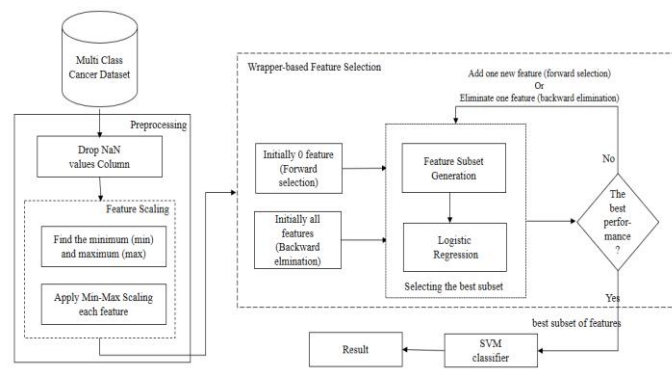 Multi Class
Cancer Dataset
Preprocessing
Drop NaN
values Column
Feature Scaling
Find the minimum (min)
and maximum (max)
Apply Min-Max Scaling
each feature
Wrapper-based Feature Selection
Add one new feature (forward selection)
Or
Eliminate one feature (backward elimination)
Initially 0 feature
(Forward
selection)
Initially all
features
(Backward
elmination)
Feature Subset
Generation
Logistic
Regression
Selecting the best subset
No
The
best
perfor-
mance
?
Yes
best subset of features
SVM
classifier
Result